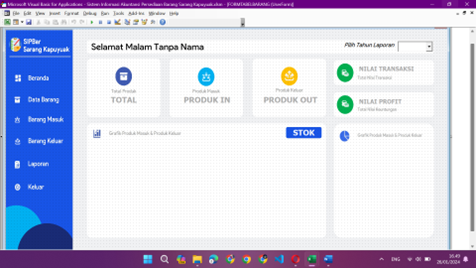 Microsoft Visual Basic for Applications - Sistem Informasi Akuntansi Persediaan Barang Sarang Kapuyuak.xlsm - [FORMTABELBARANG (UserForm)]
File Edit View Insert Format Debug Run Tools Add-Ins Window Help
SIPBer
Sarang Kapuyuak
Selamat Malam Tanpa Nama
Pilih Tahun Laporan
Beranda
Data Barang
Barang Masuk
Barang Keluar
Laporan
Keluar
Total Produk
TOTAL
Produk Masuk
PRODUK IN
Produk Keluar
PRODUK OUT
NILAI TRANSAKSI
Total Nilai Transaksi
NILAI PROFIT
Total Nilai Keuntungan
Grafik Produk Masuk & Produk Keluar
STOK
Grafik Produk Masuk & Produk Keluar
ENG
16.49
26/01/2024